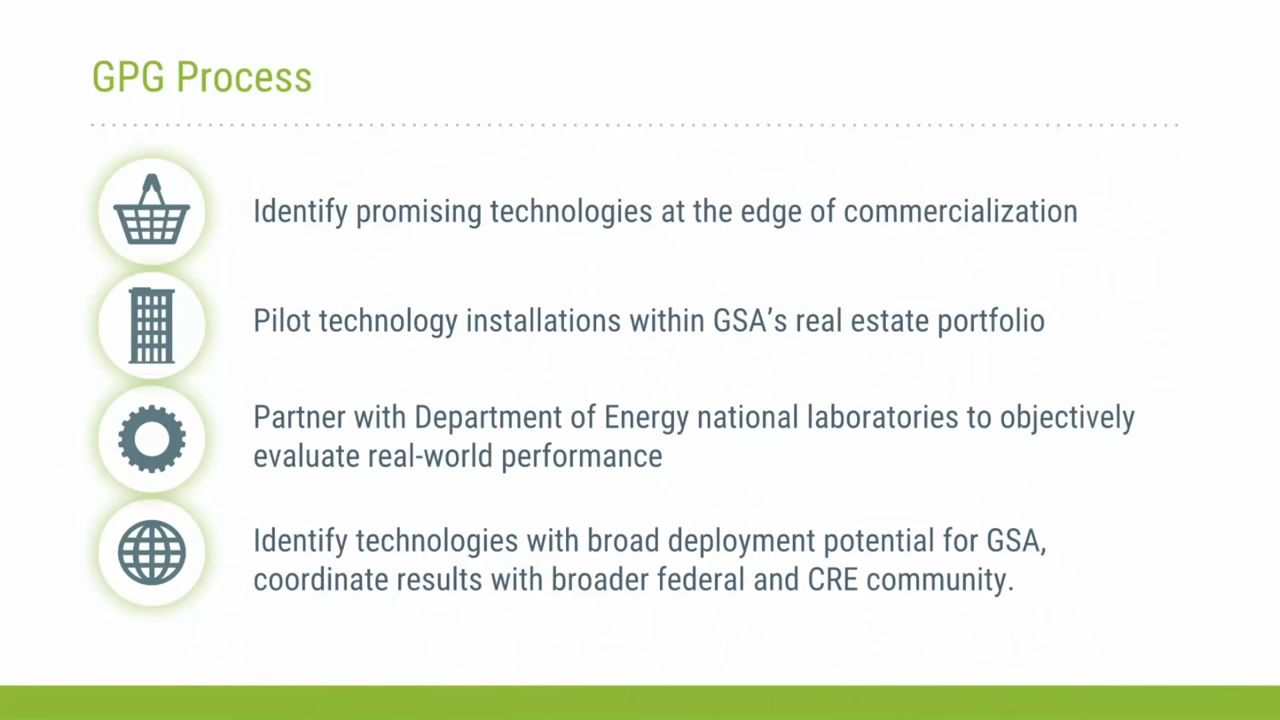 GPG Process
Identify promising technologies at the edge of commercialization
Pilot technology installations within GSA’s real estate portfolio
Partner with Department of Energy national laboratories to objectively
evaluate real-world performance
Identify technologies with broad deployment potential for GSA,
coordinate results with broader federal and CRE community.